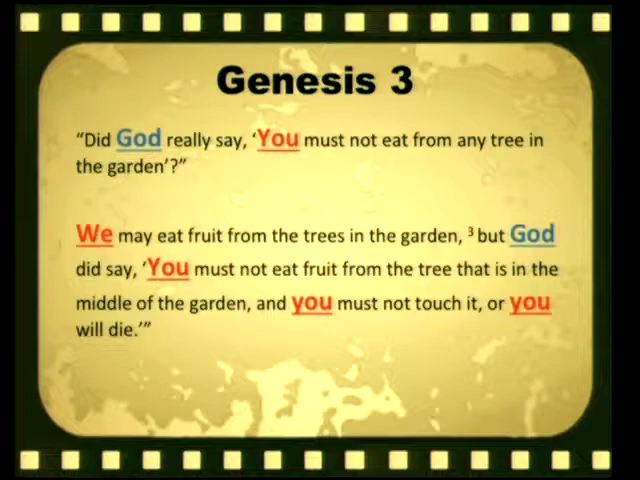 Genesis 3
“Did God really say, ‘You must not eat from any tree in
the garden’?”
We may eat fruit from the trees in the garden, ³ but God
did say, ‘You must not eat fruit from the tree that is in the
middle of the garden, and you must not touch it, or you
will die.’”